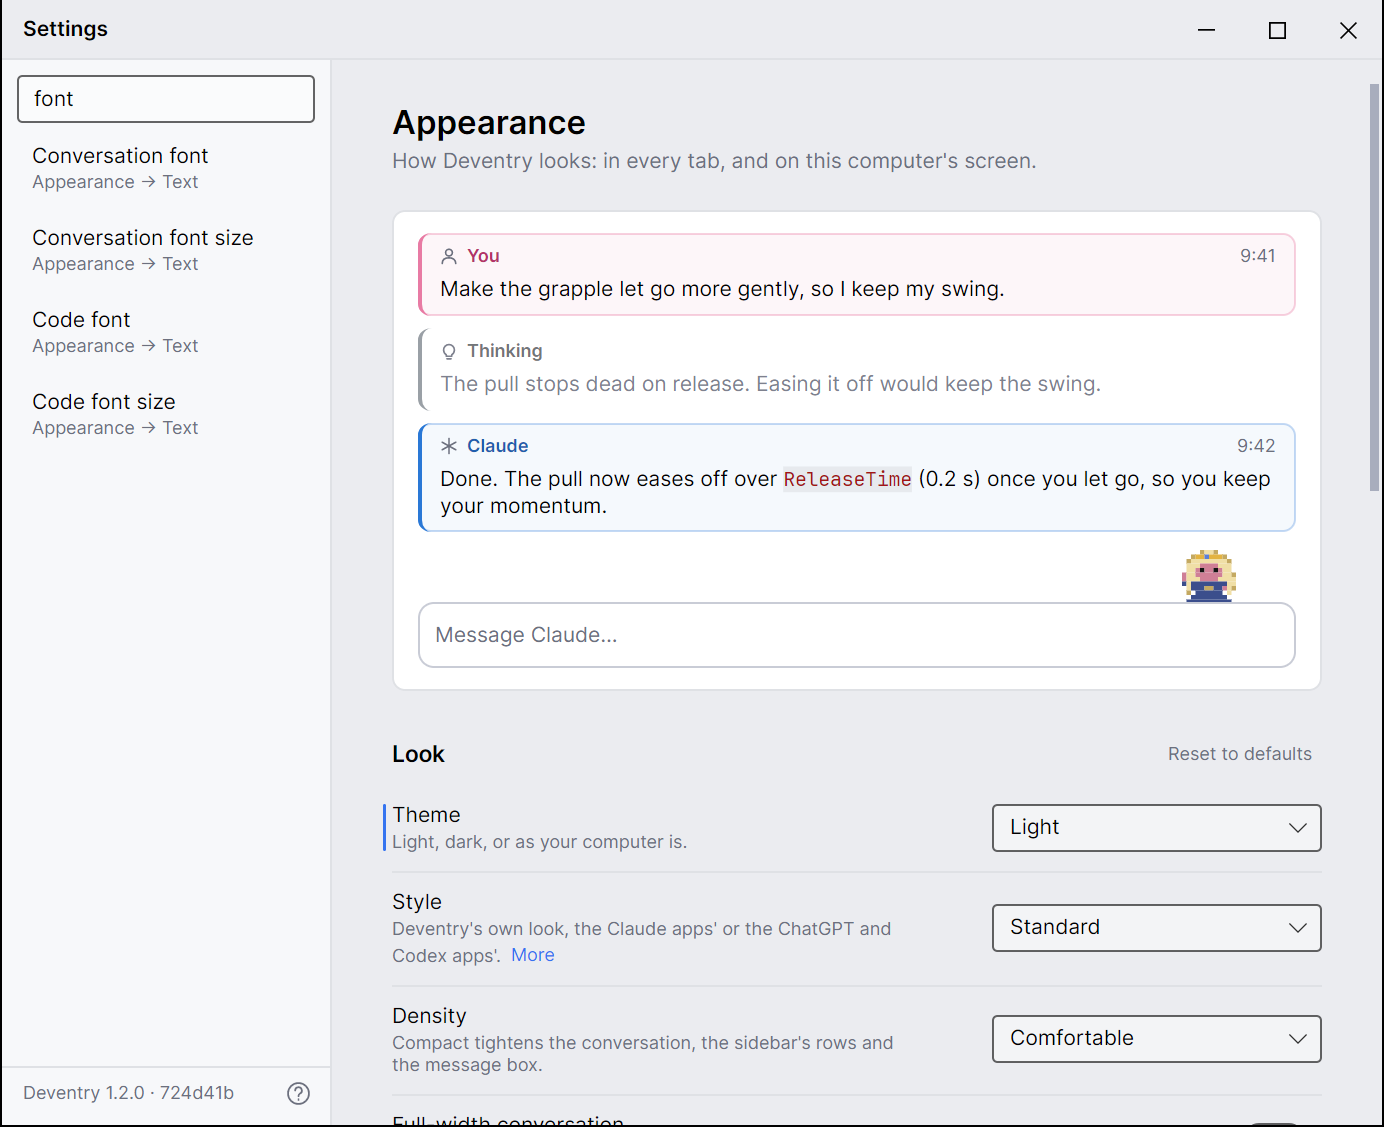 Settings
font
Conversation font
Appearance → Text
Conversation font size
Appearance → Text
Code font
Appearance → Text
Code font size
Appearance → Text
Deventry 1.2.0 · 724d41b
Appearance
How Deventry looks: in every tab, and on this computer's screen.
You 9:41
Make the grapple let go more gently, so I keep my swing.
Thinking
The pull stops dead on release. Easing it off would keep the swing.
Claude 9:42
Done. The pull now eases off over ReleaseTime (0.2 s) once you let go, so you keep
your momentum.
Message Claude...
Look Reset to defaults
Theme
Light, dark, or as your computer is.
Light
Style
Deventry's own look, the Claude apps' or the ChatGPT and
Codex apps'. More
Standard
Density
Compact tightens the conversation, the sidebar's rows and
the message box.
Comfortable
Full-width conversation